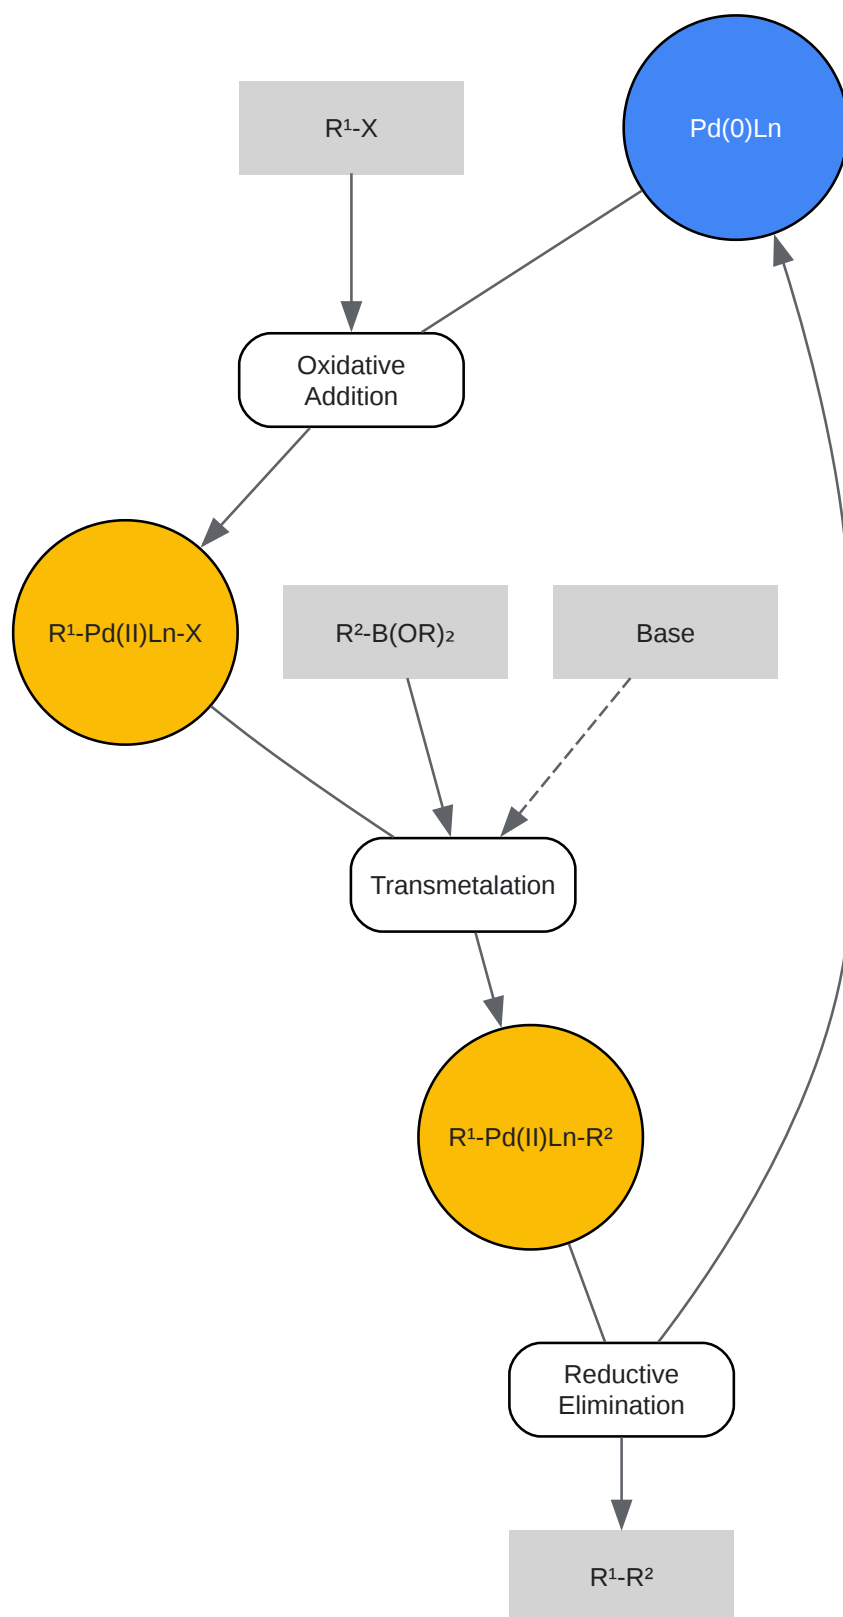 R¹-X
Pd(0)Ln
Oxidative
Addition
R¹-Pd(II)Ln-X
R²-B(OR)₂
Base
Transmetalation
R¹-Pd(II)Ln-R²
Reductive
Elimination
R¹-R²